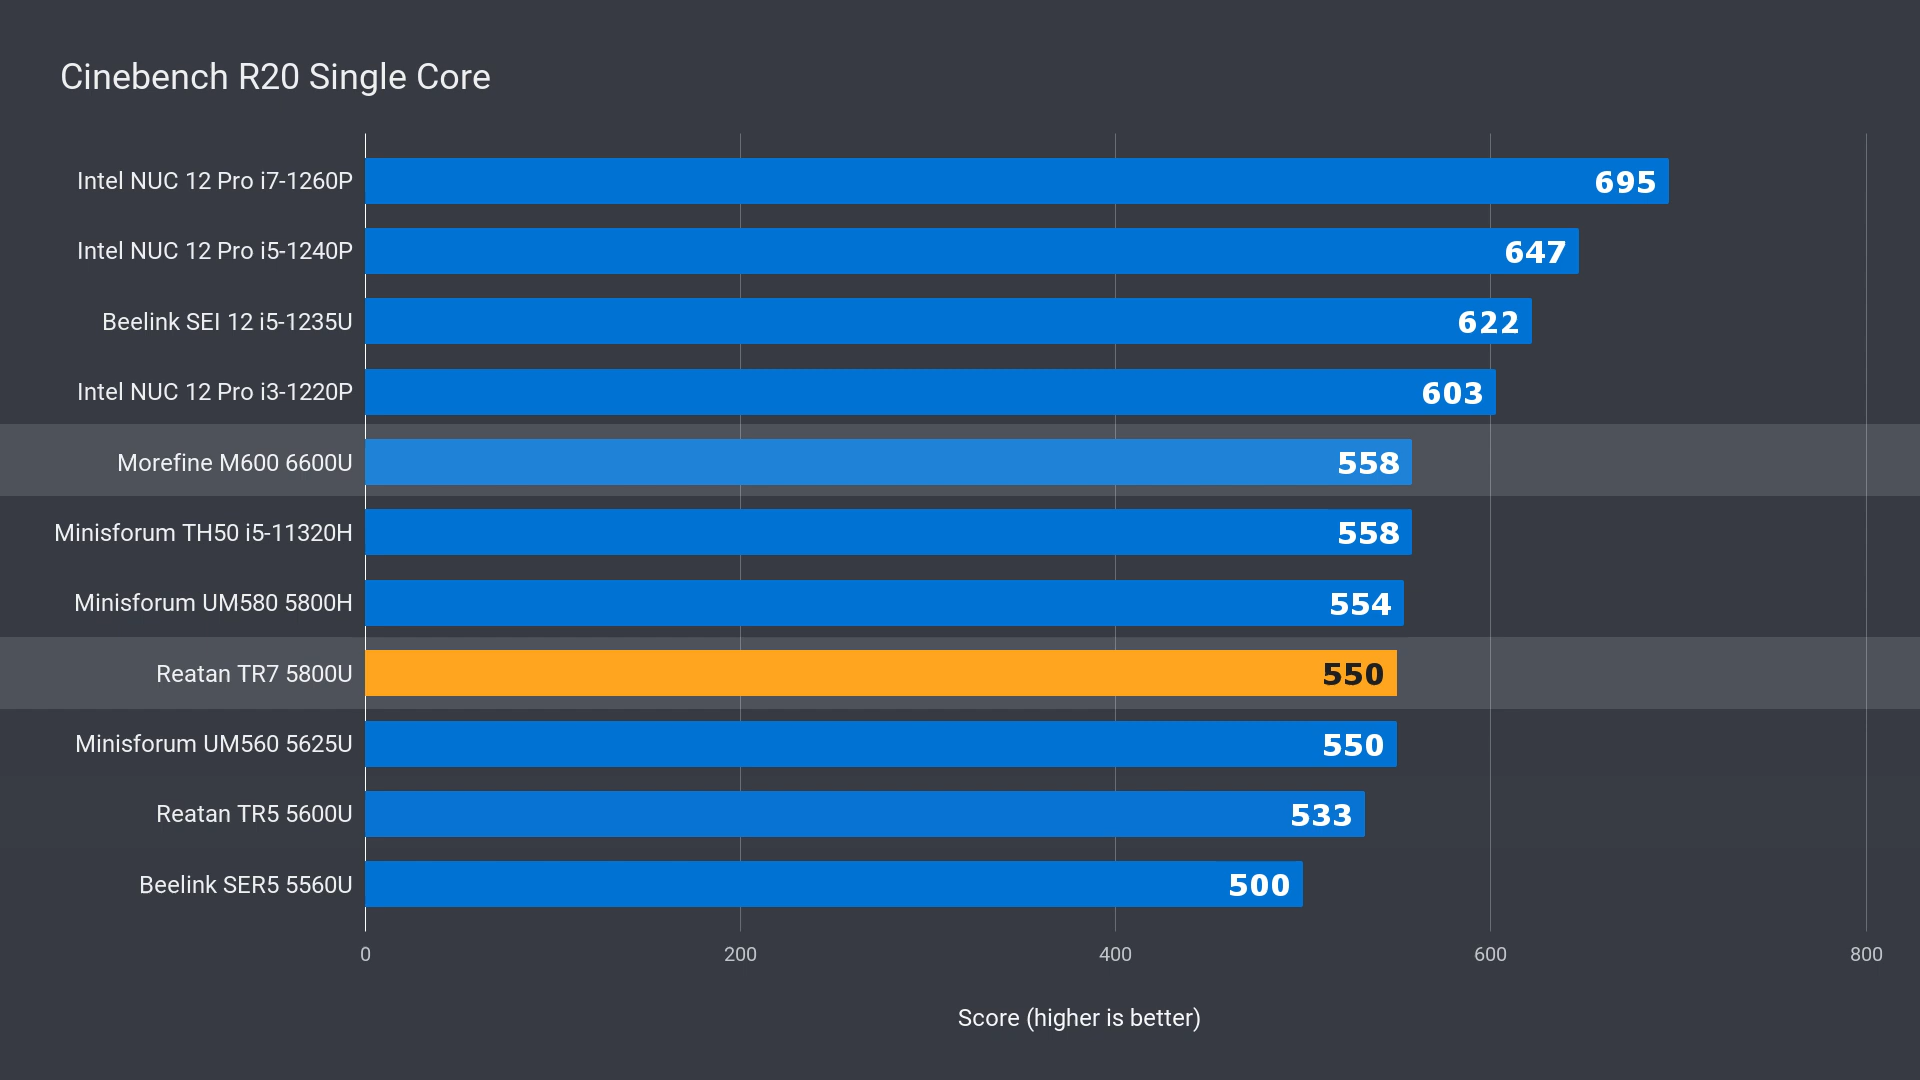 Cinebench R20 Single Core
Intel NUC 12 Pro i7-1260P 695
Intel NUC 12 Pro i5-1240P 647
Beelink SEI 12 i5-1235U 622
Intel NUC 12 Pro i3-1220P 603
Morefine M600 6600U 558
Minisforum TH50 i5-11320H 558
Minisforum UM580 5800H 554
Reatan TR7 5800U 550
Minisforum UM560 5625U 550
Reatan TR5 5600U 533
Beelink SER5 5560U 500
0 200 400 600 800
Score (higher is better)